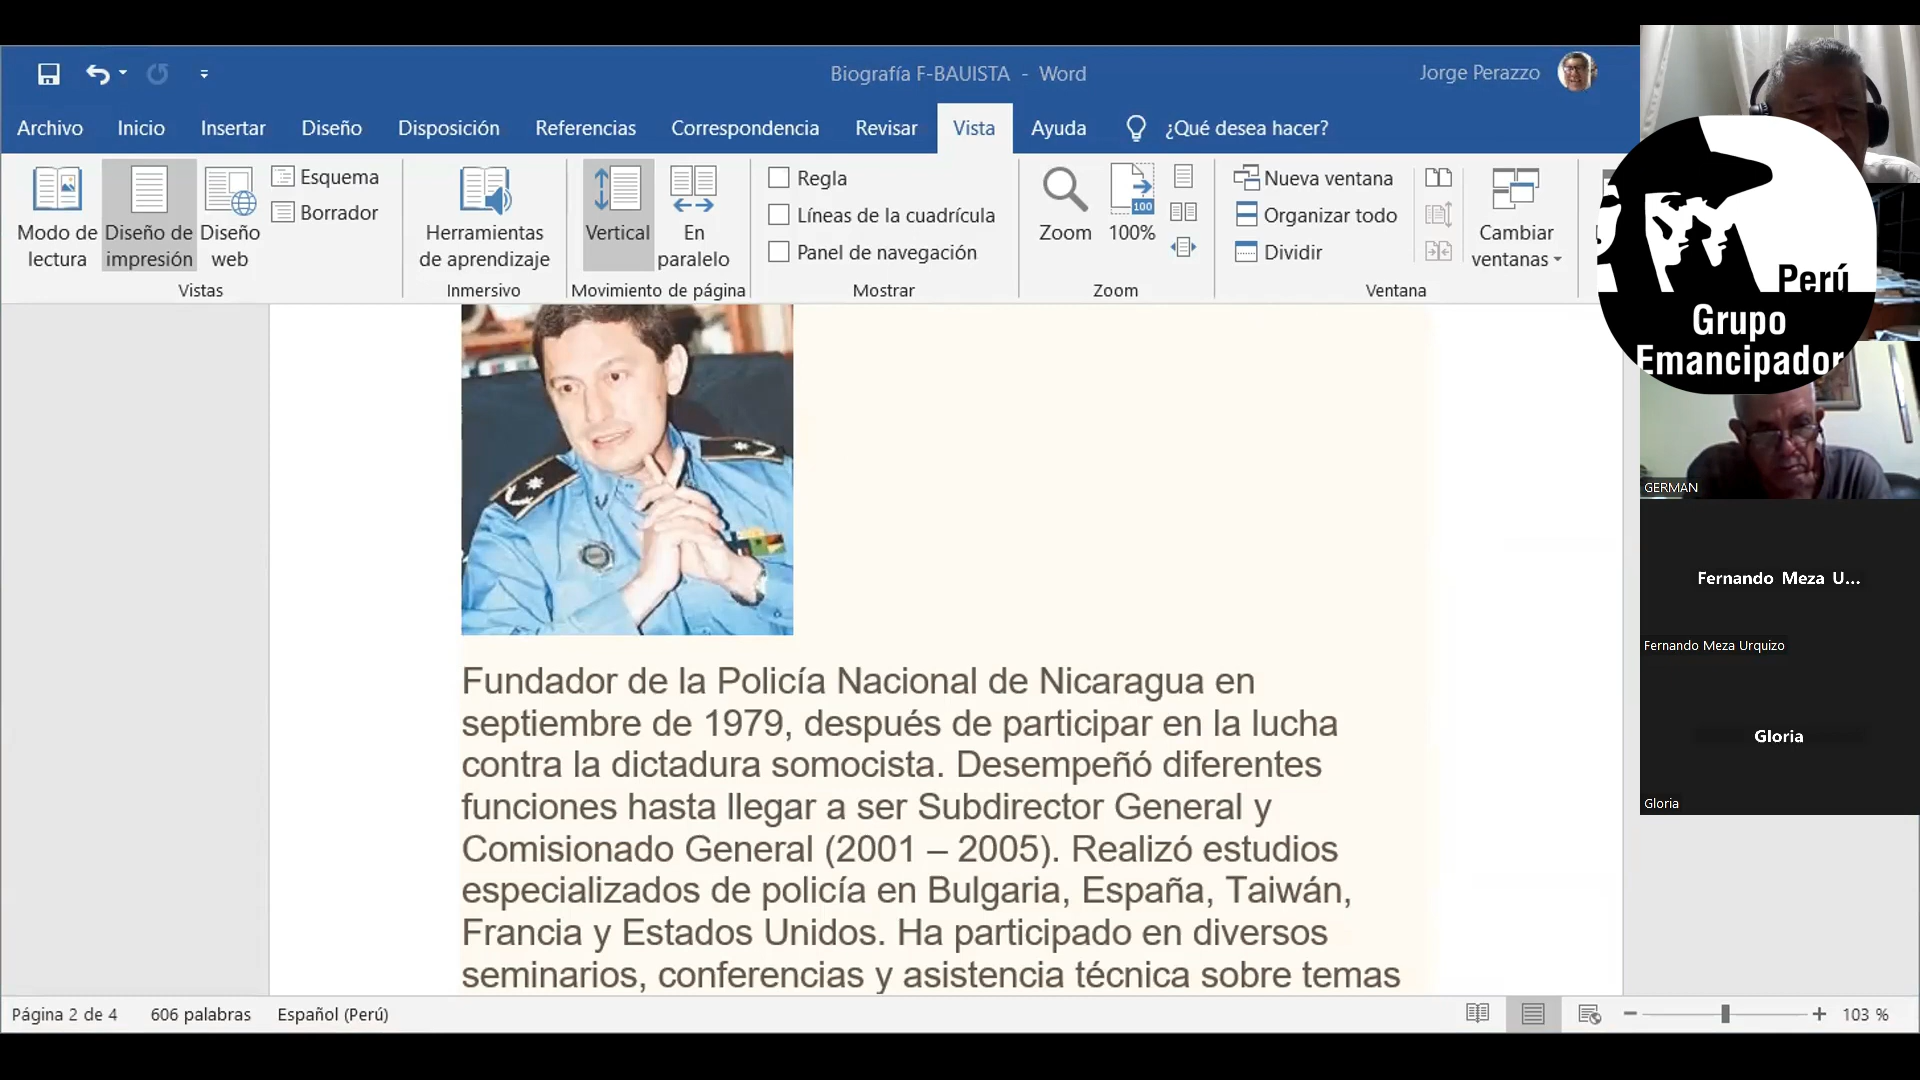 Biografía F-BAUISTA - Word
Jorge Perazzo
Archivo Inicio Insertar Diseño Disposición Referencias Correspondencia Revisar Vista Ayuda ¿Qué desea hacer?
Modo de lectura
Diseño de impresión
Diseño web
Esquema
Borrador
Vistas
Herramientas de aprendizaje
Inmersivo
Vertical
En paralelo
Movimiento de página
Regla
Líneas de la cuadrícula
Panel de navegación
Mostrar
Zoom
100
100%
Zoom
Nueva ventana
Organizar todo
Dividir
Cambiar ventanas
Ventana
Perú
Grupo
Emancipador
GERMAN
Fernando Meza U...
Fernando Meza Urquizo
Gloria
Gloria
Fundador de la Policía Nacional de Nicaragua en
septiembre de 1979, después de participar en la lucha
contra la dictadura somocista. Desempeñó diferentes
funciones hasta llegar a ser Subdirector General y
Comisionado General (2001 – 2005). Realizó estudios
especializados de policía en Bulgaria, España, Taiwán,
Francia y Estados Unidos. Ha participado en diversos
seminarios, conferencias y asistencia técnica sobre temas
Página 2 de 4 606 palabras Español (Perú)
103 %